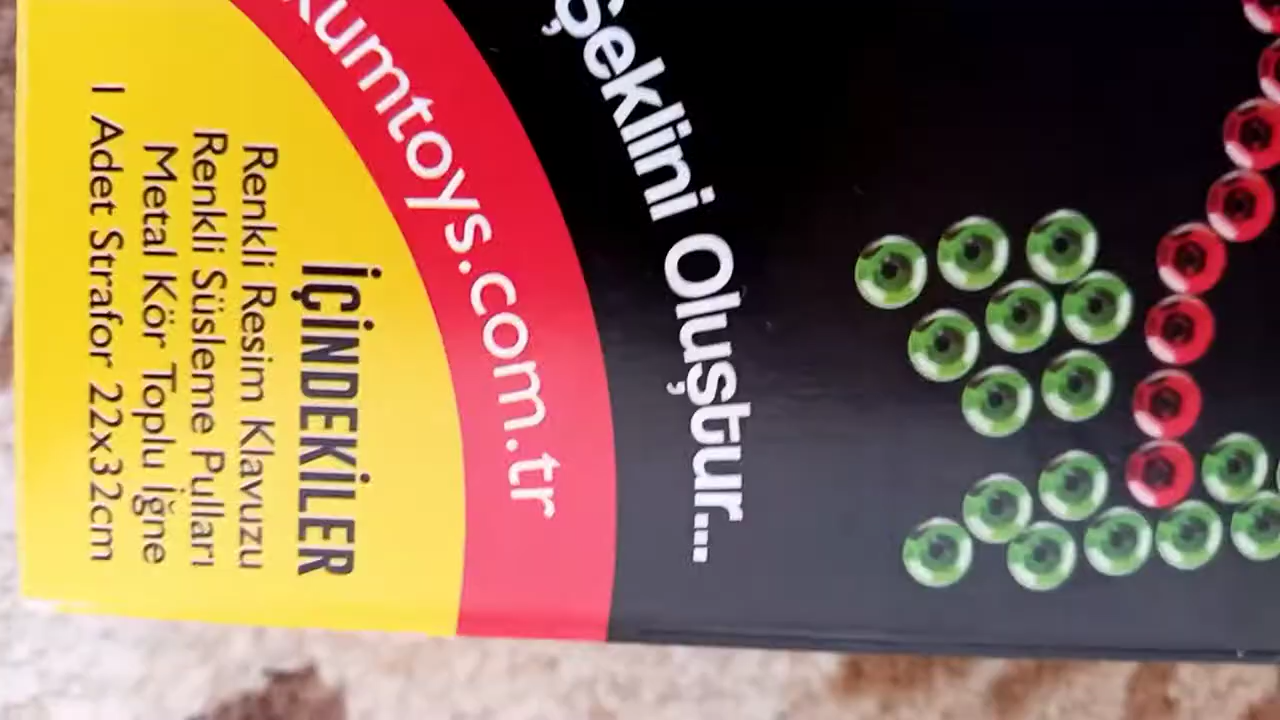 Şeklini Oluştur...
kumtoys.com.tr
İÇİNDEKİLER
Renkli Resim Klavuzu
Renkli Süsleme Pulları
Metal Kör Toplu İğne
1 Adet Strafor 22x32cm